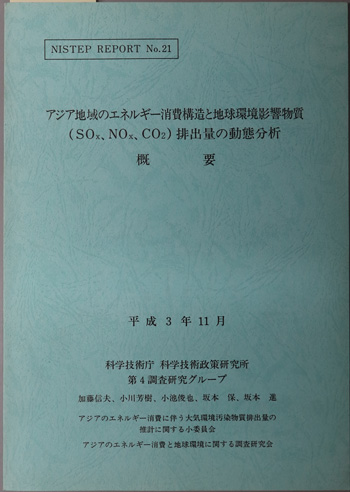 NISTEP REPORT No.21
アジア地域のエネルギー消費構造と地球環境影響物質
(SOx、NOx、CO2)排出量の動態分析
概 要
平成 3 年 11 月
科学技術庁 科学技術政策研究所
第4調査研究グループ
加藤信夫、小川芳樹、小池俊也、坂本 保、坂本 進
アジアのエネルギー消費に伴う大気環境汚染物質排出量の
推計に関する小委員会
アジアのエネルギー消費と地球環境に関する調査研究会